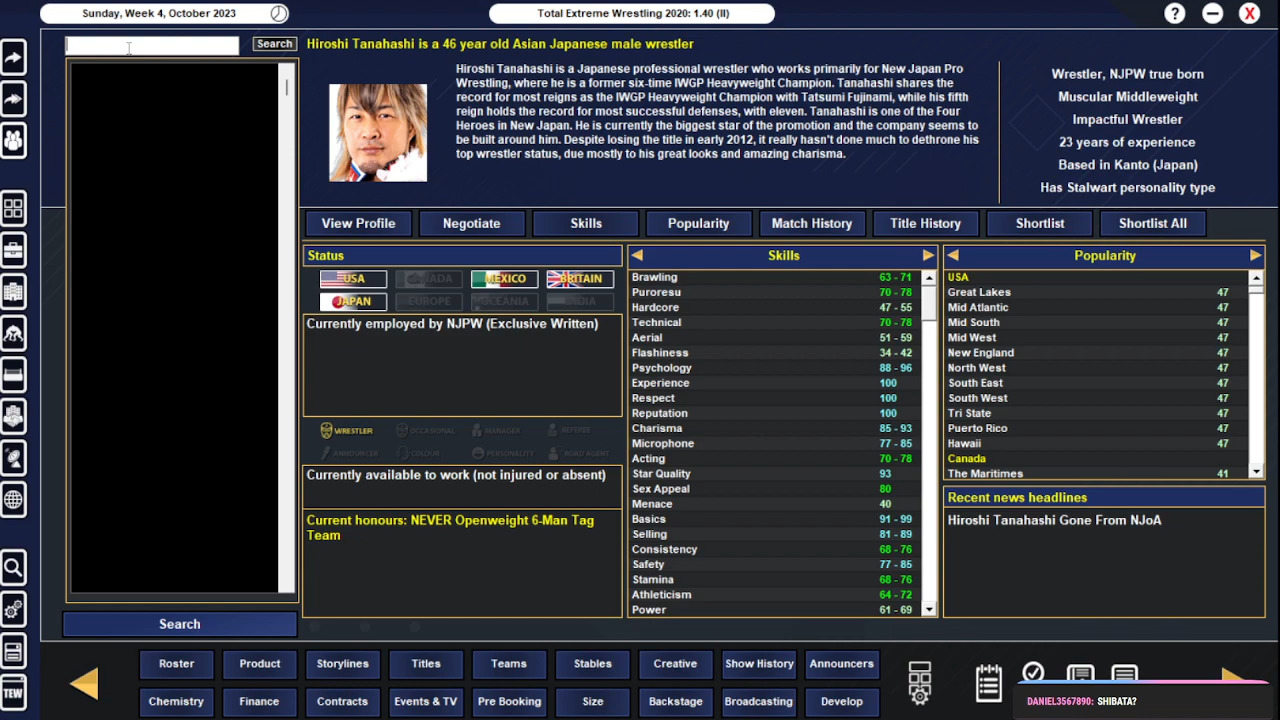 Sunday, Week 4, October 2023
Total Extreme Wrestling 2020: 1.40 (II)
?
X
Search
Hiroshi Tanahashi is a 46 year old Asian Japanese male wrestler
Hiroshi Tanahashi is a Japanese professional wrestler who works primarily for New Japan Pro
Wrestling, where he is a former six-time IWGP Heavyweight Champion. Tanahashi shares the
record for most reigns as the IWGP Heavyweight Champion with Tatsumi Fujinami, while his fifth
reign holds the record for most successful defenses, with eleven. Tanahashi is one of the Four
Heroes in New Japan. He is currently the biggest star of the promotion and the company seems to
be built around him. Despite losing the title in early 2012, it really hasn't done much to dethrone his
top wrestler status, due mostly to his great looks and amazing charisma.
Wrestler, NJPW true born
Muscular Middleweight
Impactful Wrestler
23 years of experience
Based in Kanto (Japan)
Has Stalwart personality type
View Profile
Negotiate
Skills
Popularity
Match History
Title History
Shortlist
Shortlist All
Status
USA
CANADA
MEXICO
BRITAIN
JAPAN
EUROPE
OCEANIA
INDIA
Currently employed by NJPW (Exclusive Written)
WRESTLER
OCCASIONAL
MANAGER
REFEREE
ANNOUNCER
COLOUR
PERSONALITY
ROAD AGENT
Currently available to work (not injured or absent)
Current honours: NEVER Openweight 6-Man Tag
Team
Skills
Brawling 63 - 71
Puroresu 70 - 78
Hardcore 47 - 55
Technical 70 - 78
Aerial 51 - 59
Flashiness 34 - 42
Psychology 88 - 96
Experience 100
Respect 100
Reputation 100
Charisma 85 - 93
Microphone 77 - 85
Acting 70 - 78
Star Quality 93
Sex Appeal 80
Menace 40
Basics 91 - 99
Selling 81 - 89
Consistency 68 - 76
Safety 77 - 85
Stamina 68 - 76
Athleticism 64 - 72
Power 61 - 69
Popularity
USA
Great Lakes 47
Mid Atlantic 47
Mid South 47
Mid West 47
New England 47
North West 47
South East 47
South West 47
Tri State 47
Puerto Rico 47
Hawaii 47
Canada
The Maritimes 41
Recent news headlines
Hiroshi Tanahashi Gone From NJoA
Search
Roster
Product
Storylines
Titles
Teams
Stables
Creative
Show History
Announcers
Chemistry
Finance
Contracts
Events & TV
Pre Booking
Size
Backstage
Broadcasting
Develop
TEW
DANIEL3567890: SHIBATA?